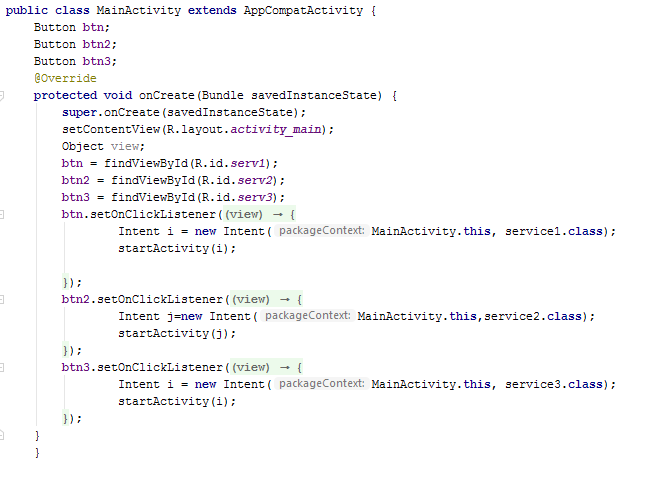 public class MainActivity extends AppCompatActivity {
    Button btn;
    Button btn2;
    Button btn3;
    @Override
    protected void onCreate(Bundle savedInstanceState) {
        super.onCreate(savedInstanceState);
        setContentView(R.layout.activity_main);
        Object view;
        btn = findViewById(R.id.serv1);
        btn2 = findViewById(R.id.serv2);
        btn3 = findViewById(R.id.serv3);
        btn.setOnClickListener((view) → {
                Intent i = new Intent( packageContext: MainActivity.this, service1.class);
                startActivity(i);

        });
        btn2.setOnClickListener((view) → {
                Intent j=new Intent( packageContext: MainActivity.this,service2.class);
                startActivity(j);
        });
        btn3.setOnClickListener((view) → {
                Intent i = new Intent( packageContext: MainActivity.this, service3.class);
                startActivity(i);
        });
    }
    }